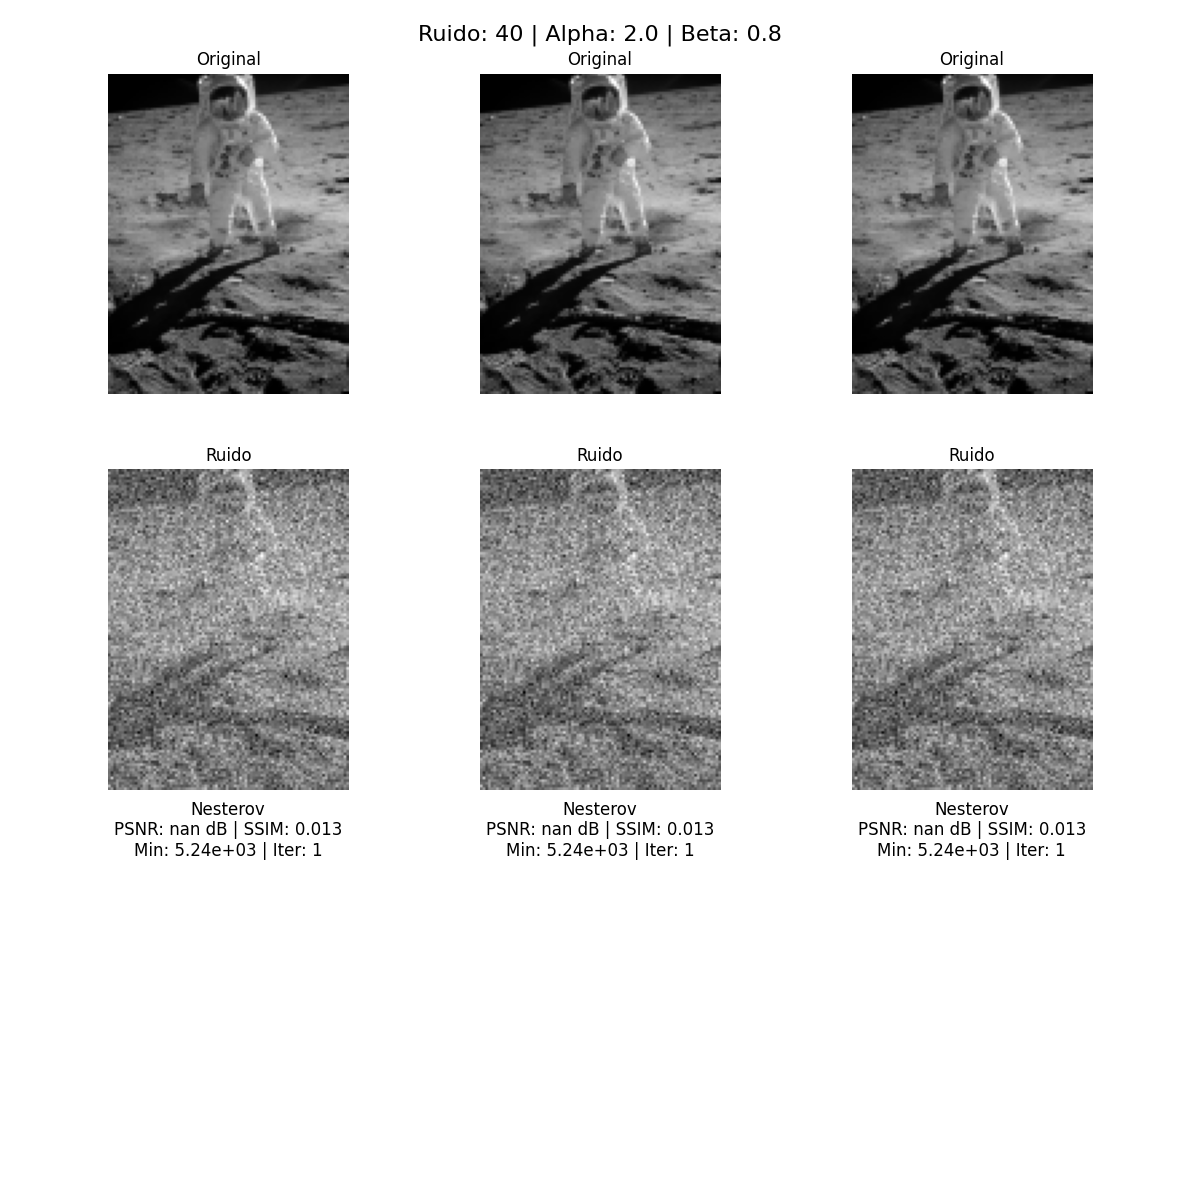 Ruido: 40 | Alpha: 2.0 | Beta: 0.8
Original
Original
Original
Ruido
Ruido
Ruido
Nesterov
PSNR: nan dB | SSIM: 0.013
Min: 5.24e+03 | Iter: 1
Nesterov
PSNR: nan dB | SSIM: 0.013
Min: 5.24e+03 | Iter: 1
Nesterov
PSNR: nan dB | SSIM: 0.013
Min: 5.24e+03 | Iter: 1